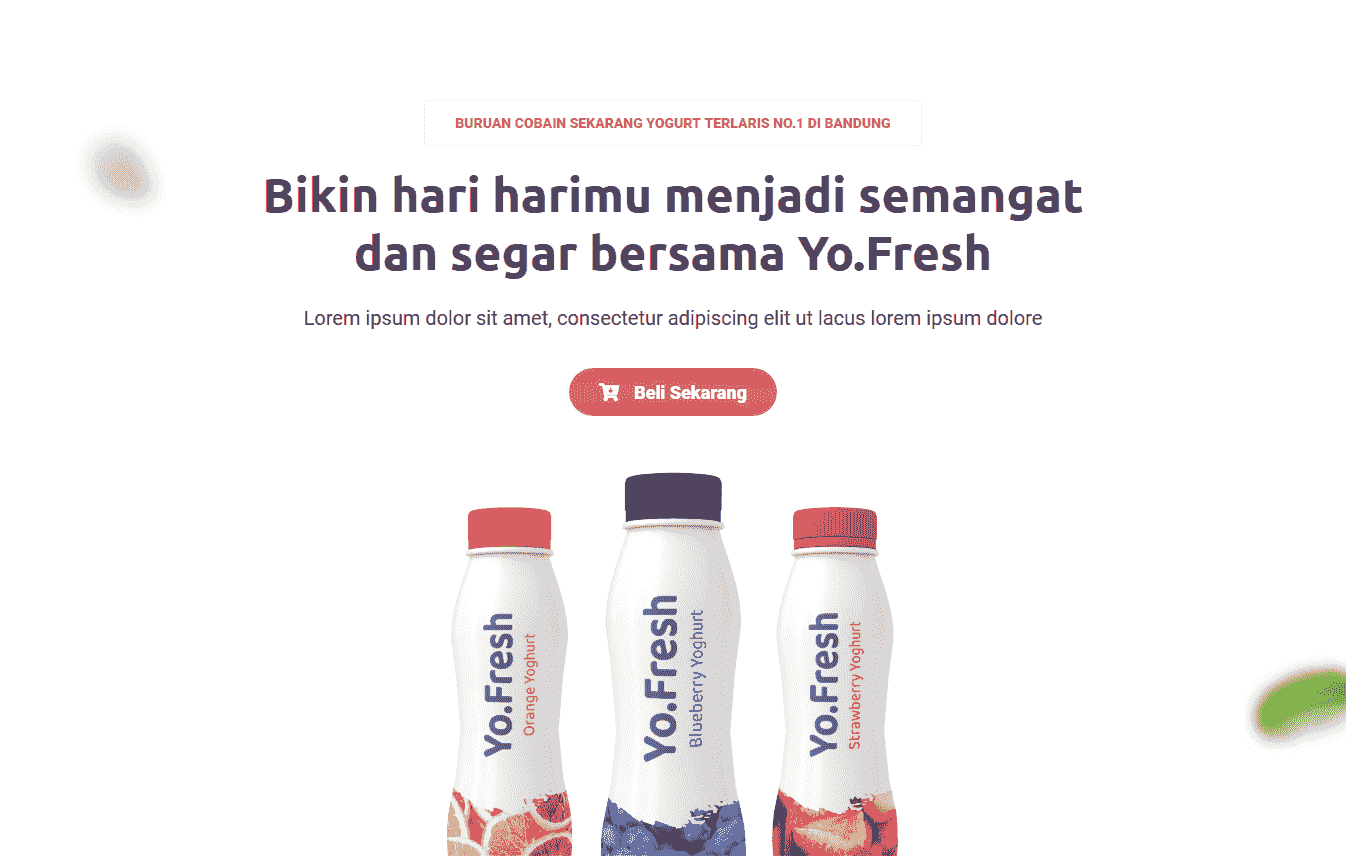 BURUAN COBAIN SEKARANG YOGURT TERLARIS NO.1 DI BANDUNG
Bikin hari harimu menjadi semangat
dan segar bersama Yo.Fresh
Lorem ipsum dolor sit amet, consectetur adipiscing elit ut lacus lorem ipsum dolore
Beli Sekarang
Yo.Fresh
Orange Yoghurt
Yo.Fresh
Blueberry Yoghurt
Yo.Fresh
Strawberry Yoghurt